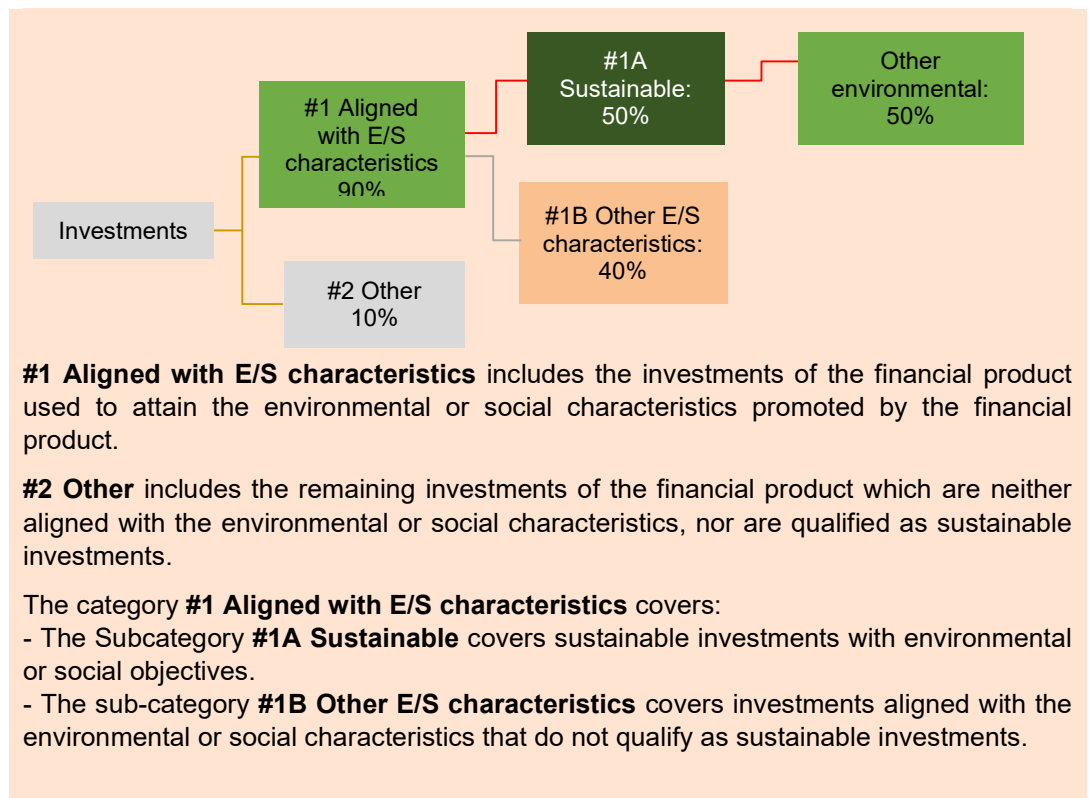 #1A
Sustainable:
50%
Other
environmental:
50%
#1 Aligned
with E/S
characteristics
90%
#1B Other E/S
characteristics:
40%
Investments
#2 Other
10%
#1 Aligned with E/S characteristics includes the investments of the financial product
used to attain the environmental or social characteristics promoted by the financial
product.
#2 Other includes the remaining investments of the financial product which are neither
aligned with the environmental or social characteristics, nor are qualified as sustainable
investments.
The category #1 Aligned with E/S characteristics covers:
- The Subcategory #1A Sustainable covers sustainable investments with environmental
or social objectives.
- The sub-category #1B Other E/S characteristics covers investments aligned with the
environmental or social characteristics that do not qualify as sustainable investments.